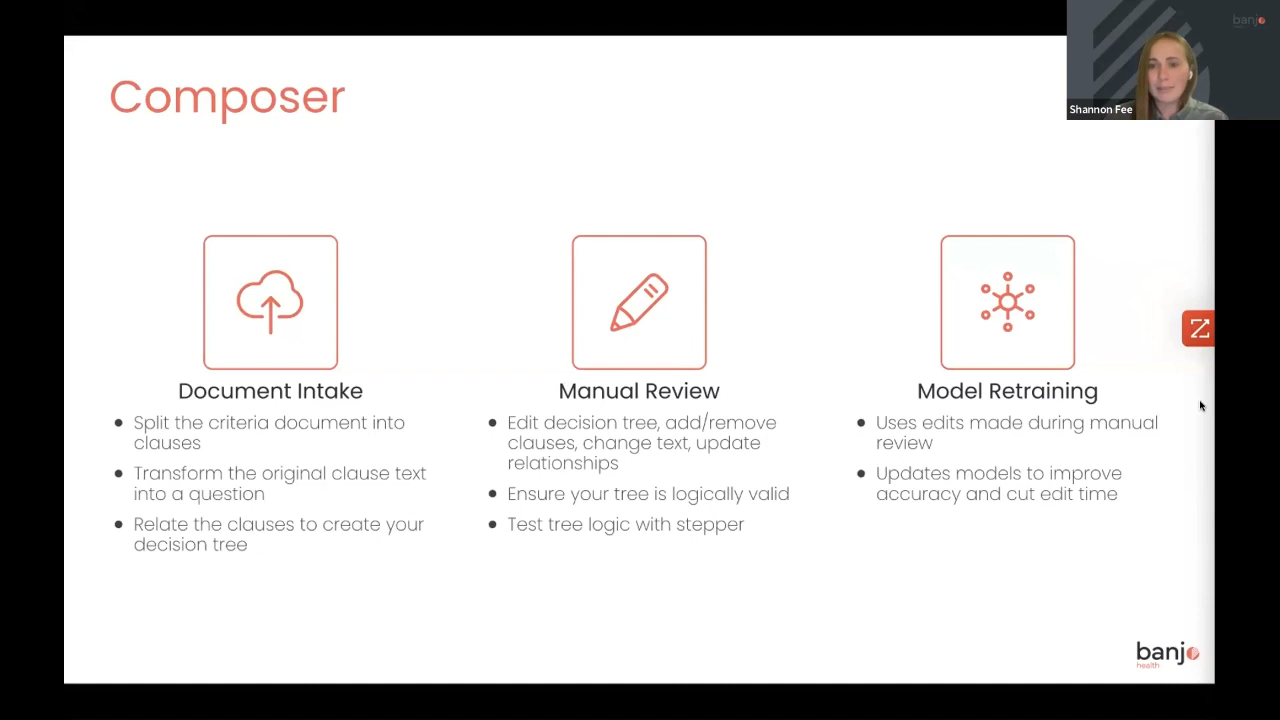 Composer
banjo
Shannon Fee
Document Intake
Split the criteria document into
clauses
Transform the original clause text
into a question
Relate the clauses to create your
decision tree
Manual Review
Edit decision tree, add/remove
clauses, change text, update
relationships
Ensure your tree is logically valid
Test tree logic with stepper
Model Retraining
Uses edits made during manual
review
Updates models to improve
accuracy and cut edit time
banjo
health